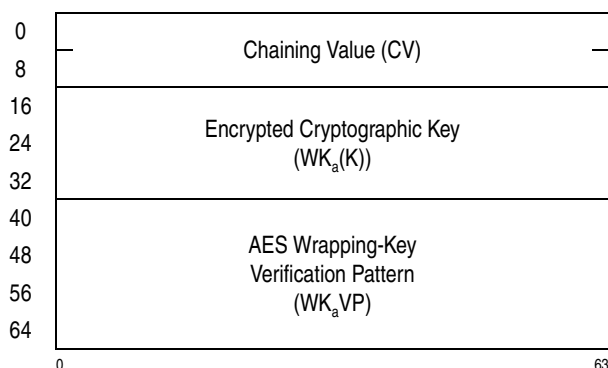 0
Chaining Value (CV)
8
16
24
Encrypted Cryptographic Key
(WKa(K))
32
40
48
AES Wrapping-Key
Verification Pattern
56
(WKaVP)
64
0 63